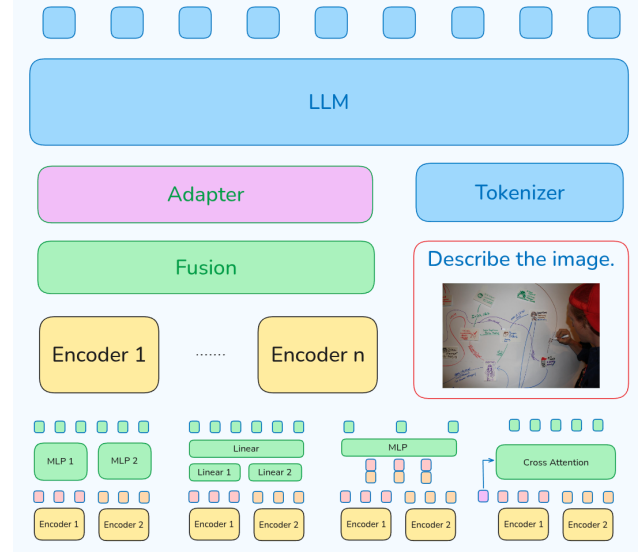 LLM
Adapter
Tokenizer
Fusion
Describe the image.
Encoder 1
.......
Encoder n
MLP 1
MLP 2
Encoder 1
Encoder 2
Linear
Linear 1
Linear 2
Encoder 1
Encoder 2
MLP
Encoder 1
Encoder 2
Cross Attention
Encoder 1
Encoder 2